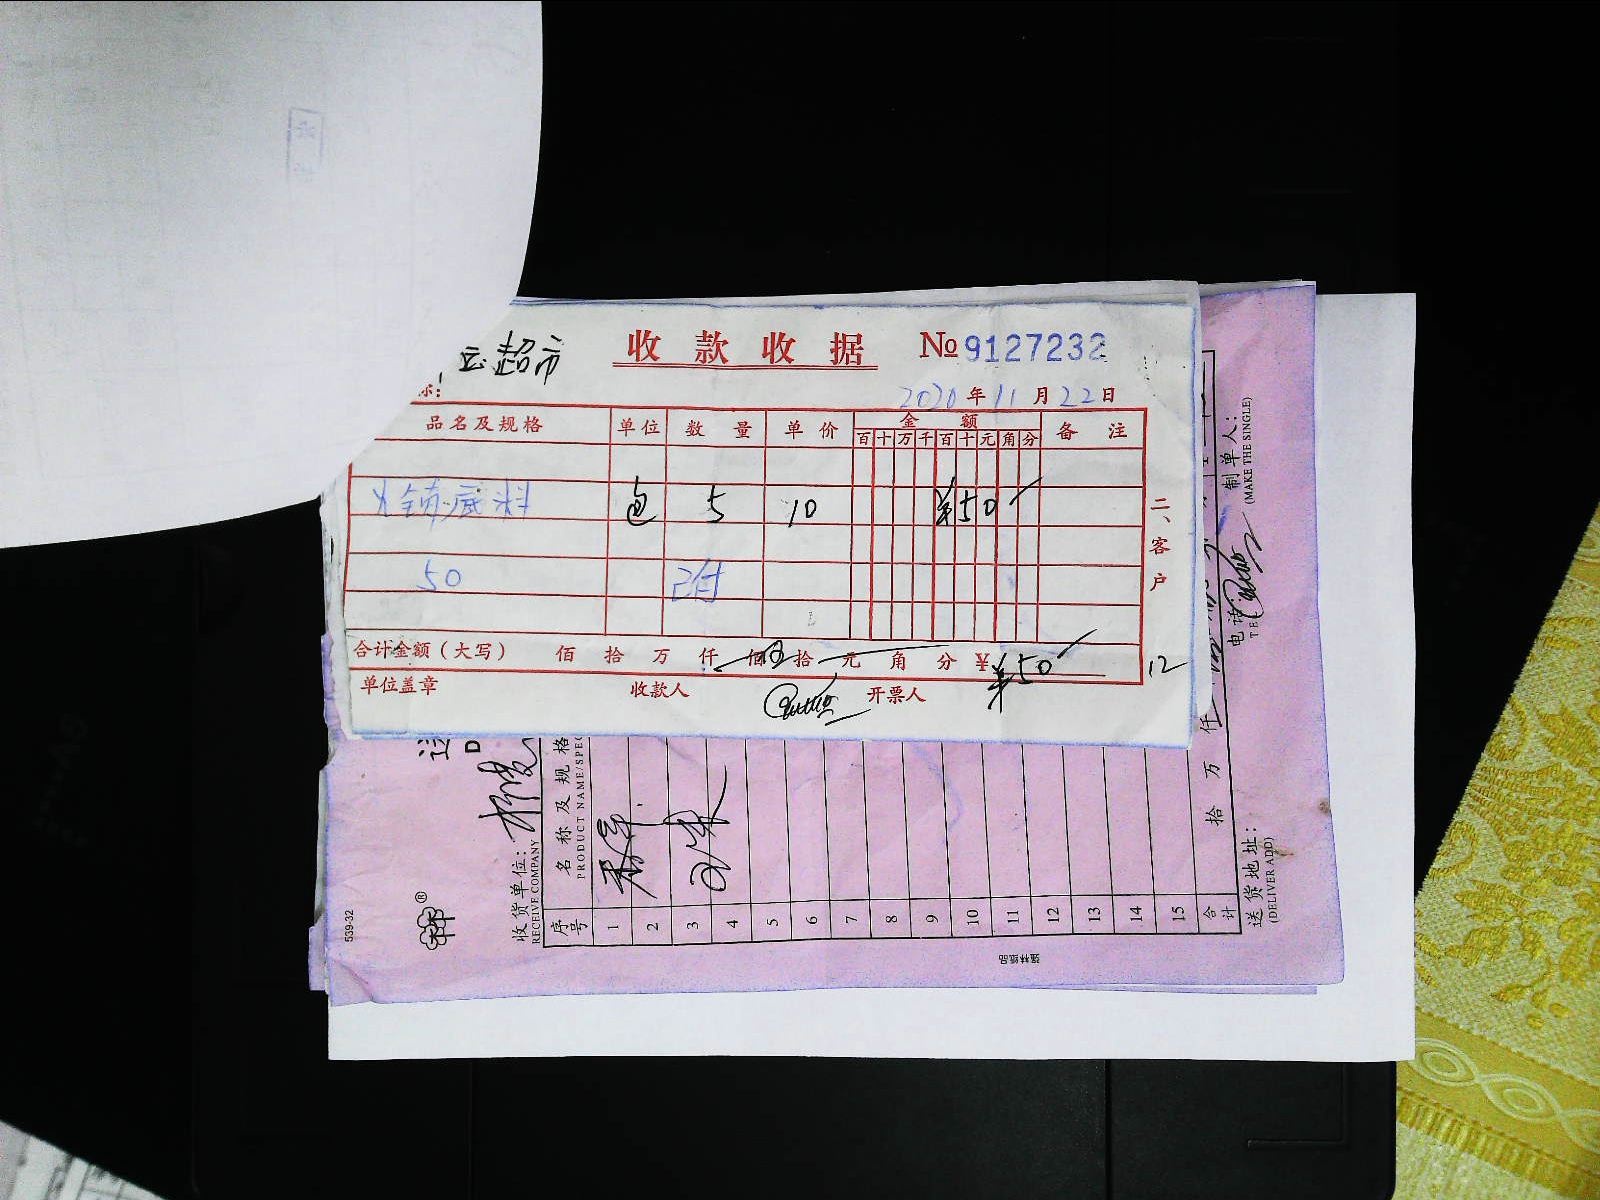 超市
收款收据 №9127232
2020年11月22日
品名及规格 单位 数量 单价 金额 备注
百十万千百十元角分
火锅底料 包 5 10 ¥50
50 已付
合计金额(大写) 佰 拾 万 仟 佰 伍拾 元 角 分 ¥ ¥50
单位盖章 收款人 开票人
二、客户
12
539-32
收货单位:
RECEIVE COMPANY
序号
名称及规格
PRODUCT NAME/SPEC
1
2
3
4
5
6
7
8
9
10
11
12
13
14
15
合计
拾 万 仟
送货地址:
(DELIVER ADD)
电话:
TEL
制单人:
(MAKE THE SINGLE)